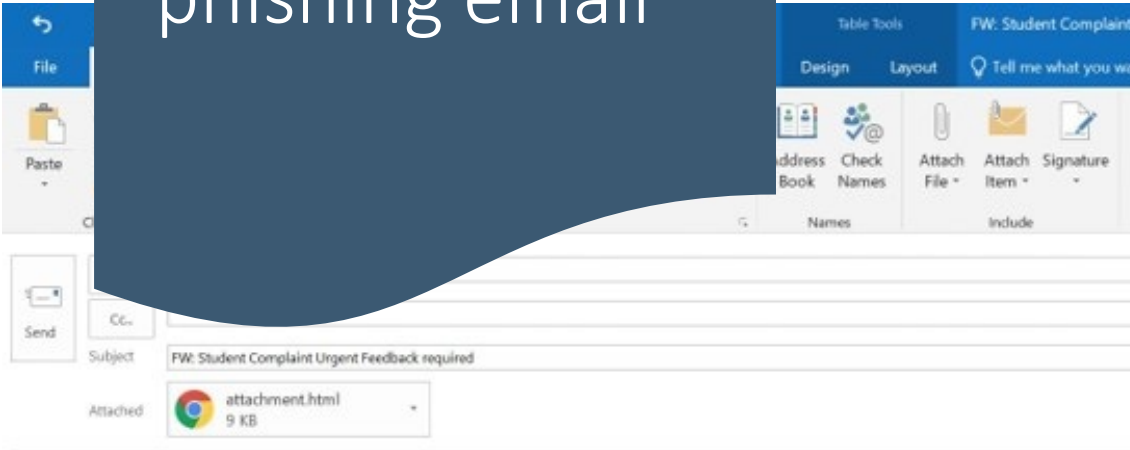 phishing email
Table Tools
FW: Student Complaint
File
Design
Layout
Tell me what you
Paste
Address Book
Check Names
Attach File
Attach Item
Signature
Names
Include
Send
Cc..
Subject
FW: Student Complaint Urgent Feedback required
Attached
attachment.html
9 KB